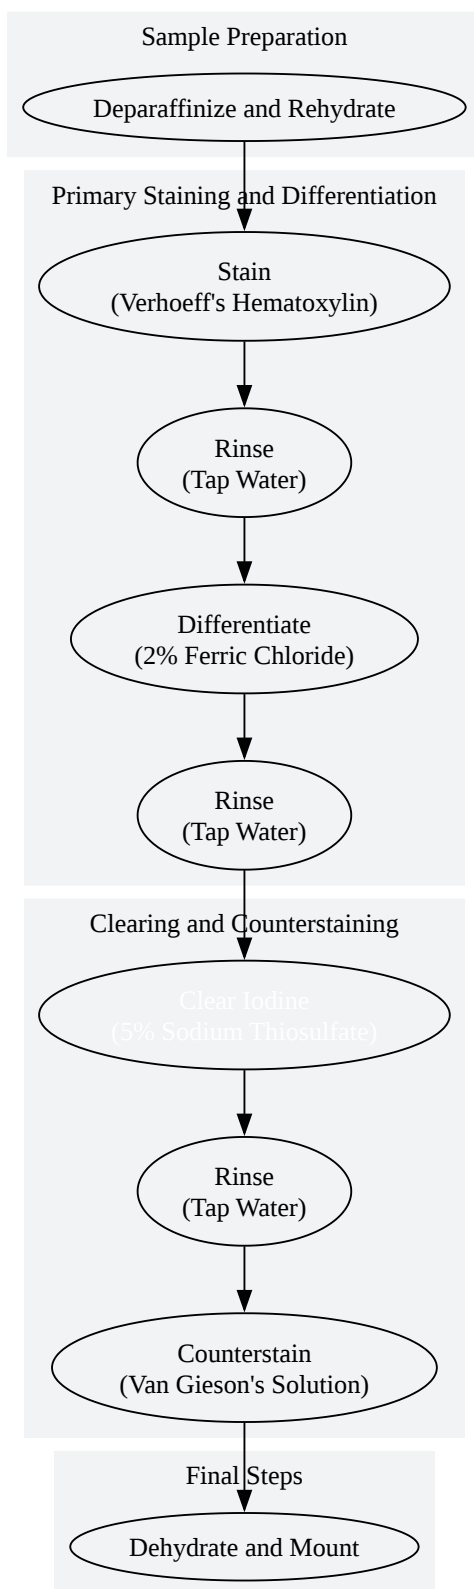 Sample Preparation
Deparaffinize and Rehydrate
Primary Staining and Differentiation
Stain
(Verhoeff's Hematoxylin)
Rinse
(Tap Water)
Differentiate
(2% Ferric Chloride)
Rinse
(Tap Water)
Clearing and Counterstaining
Clear Iodine
(5% Sodium Thiosulfate)
Rinse
(Tap Water)
Counterstain
(Van Gieson's Solution)
Final Steps
Dehydrate and Mount